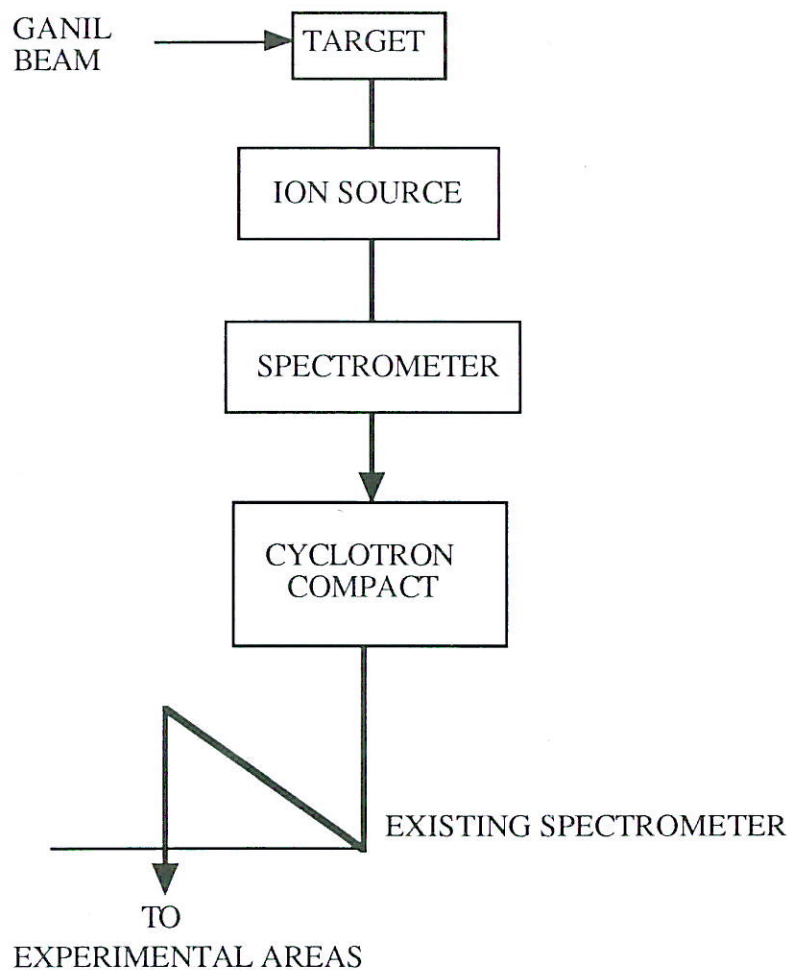 GANIL
BEAM
TARGET
ION SOURCE
SPECTROMETER
CYCLOTRON
COMPACT
EXISTING SPECTROMETER
TO
EXPERIMENTAL AREAS